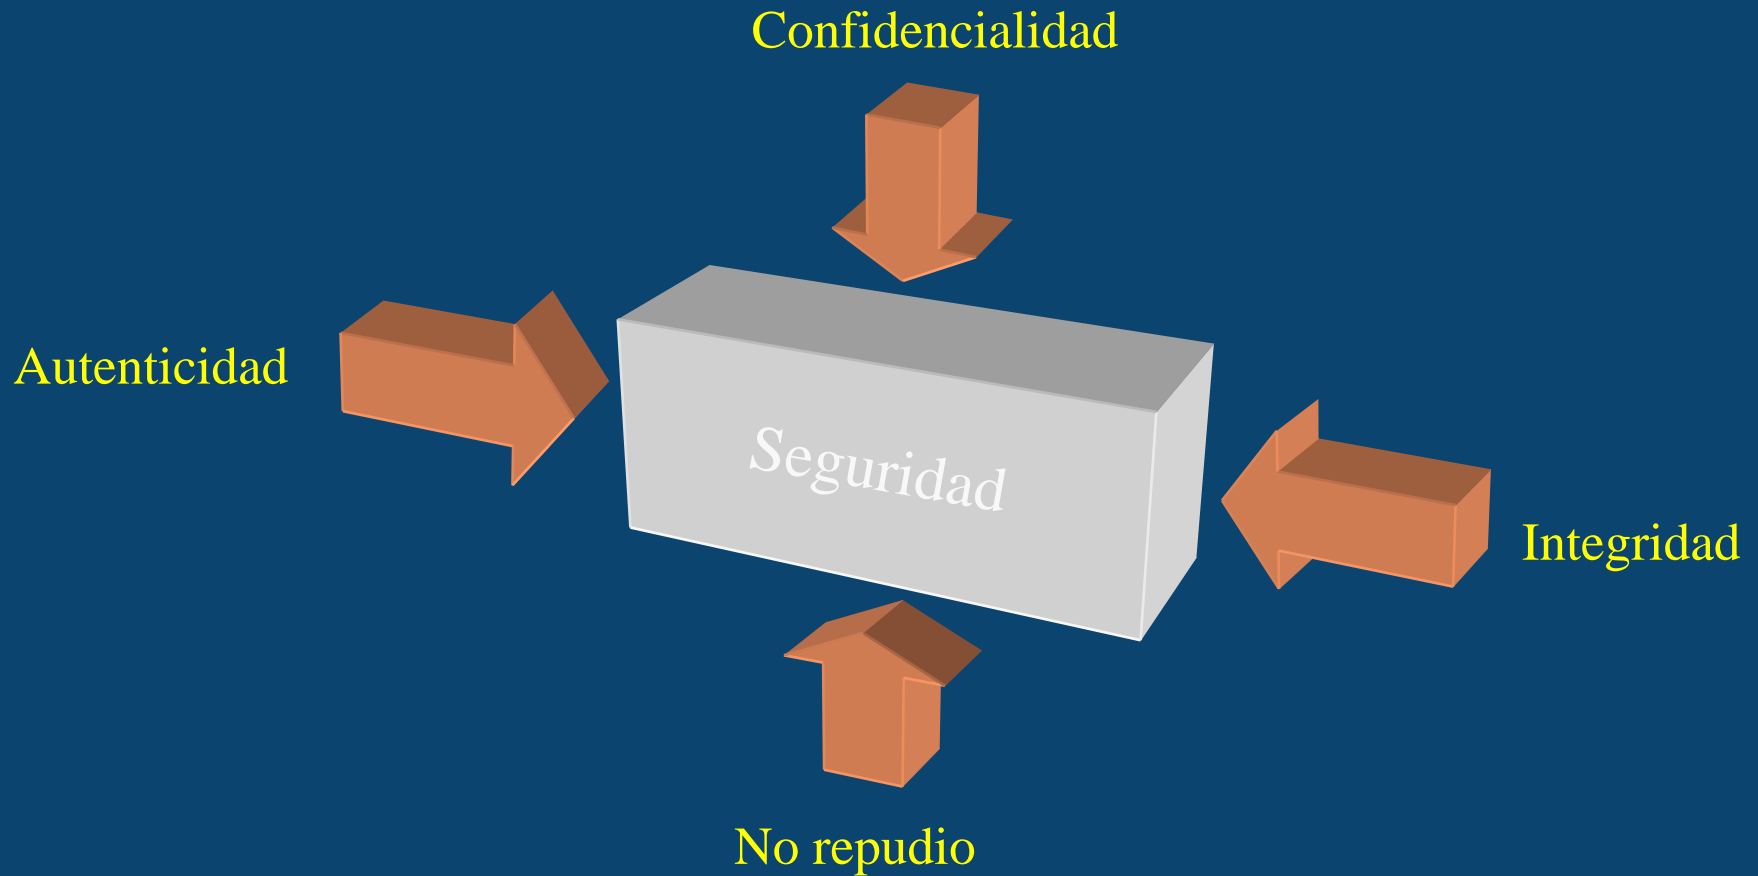 Confidencialidad
Autenticidad
Seguridad
Integridad
No repudio